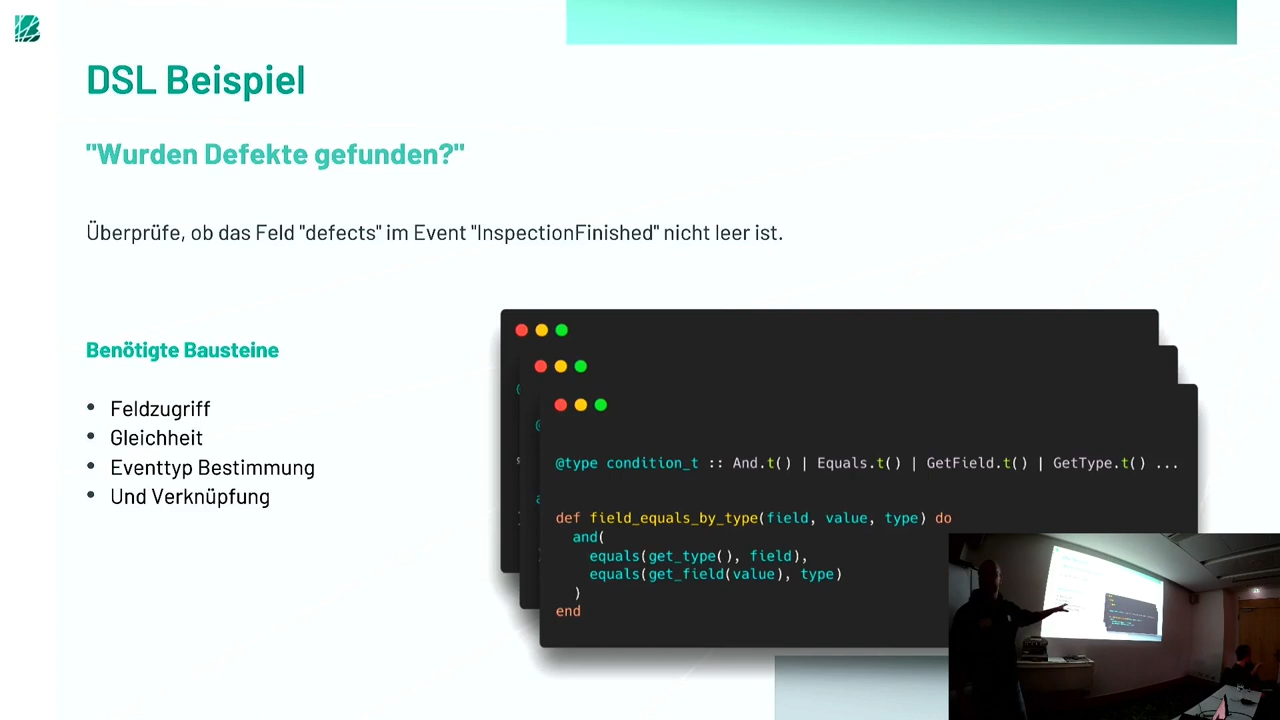 DSL Beispiel
"Wurden Defekte gefunden?"
Überprüfe, ob das Feld "defects" im Event "InspectionFinished" nicht leer ist.
Benötigte Bausteine
• Feldzugriff
• Gleichheit
• Eventtyp Bestimmung
• Und Verknüpfung
@type condition_t :: And.t() | Equals.t() | GetField.t() | GetType.t() ...
def field_equals_by_type(field, value, type) do
and(
equals(get_type(), field),
equals(get_field(value), type)
)
end